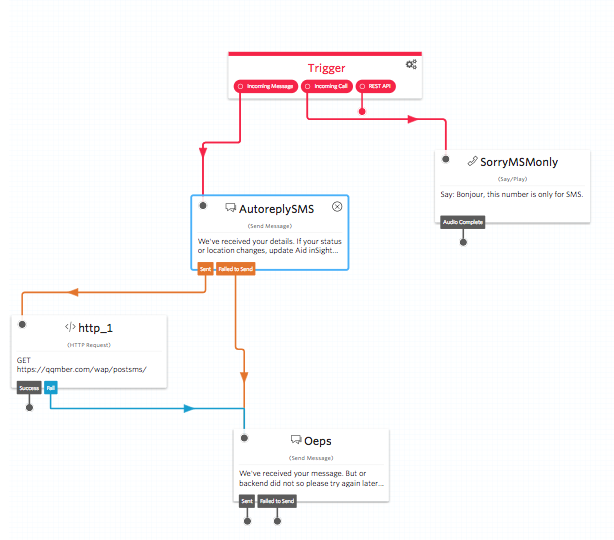 Trigger
Incoming Message
Incoming Call
REST API
SorryMSMonly
(Say/Play)
Say: Bonjour, this number is only for SMS.
Audio Complete
AutoreplySMS
(Send Message)
We've received your details. If your status
or location changes, update Aid inSight...
Sent
Failed to Send
http_1
(HTTP Request)
GET
https://qqmber.com/wap/postsms/
Success
Fail
Oeps
(Send Message)
We've received your message. But or
backend did not so please try again later...
Sent
Failed to Send